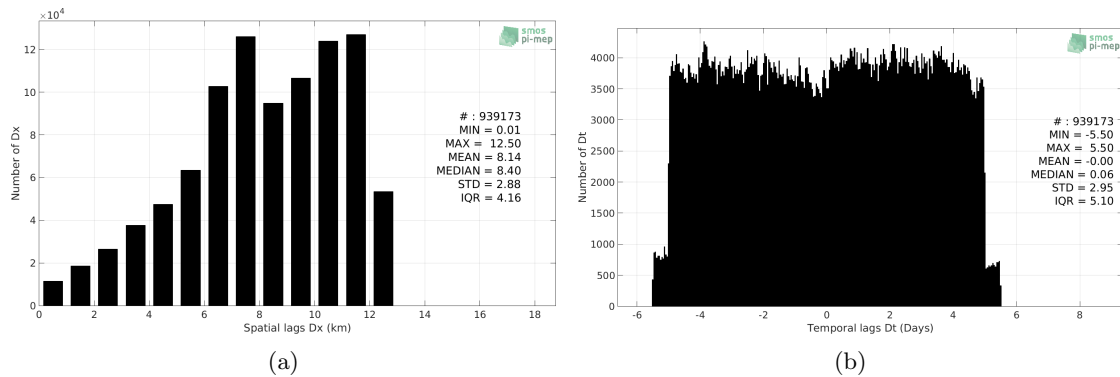 ×10⁴
12
10
8
6
4
2
0
0 2 4 6 8 10 12 14 16 18
Number of Dx
Spatial lags Dx (km)
smos
pi-mep
# : 939173
MIN = 0.01
MAX = 12.50
MEAN = 8.14
MEDIAN = 8.40
STD = 2.88
IQR = 4.16
(a)
4000
3500
3000
2500
2000
1500
1000
500
0
-6 -4 -2 0 2 4 6 8
Number of Dt
Temporal lags Dt (Days)
smos
pi-mep
# : 939173
MIN = -5.50
MAX = 5.50
MEAN = -0.00
MEDIAN = 0.06
STD = 2.95
IQR = 5.10
(b)